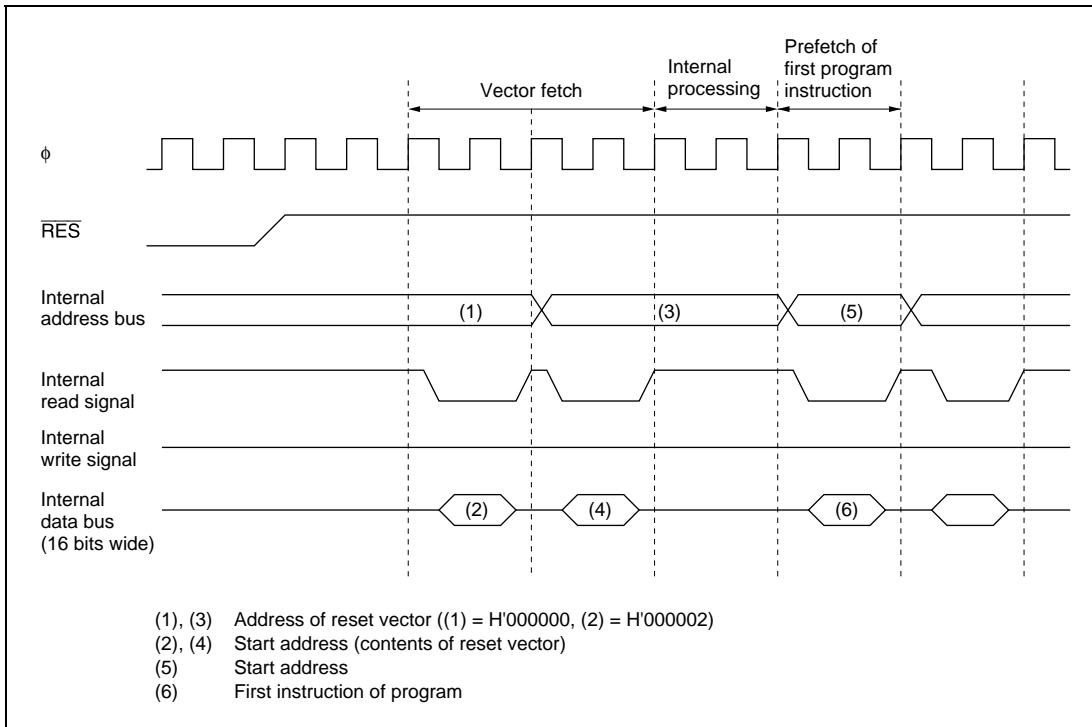 Vector fetch
Internal
processing
Prefetch of
first program
instruction
φ
RES
Internal
address bus
(1)
(3)
(5)
Internal
read signal
Internal
write signal
Internal
data bus
(16 bits wide)
(2)
(4)
(6)
(1), (3) Address of reset vector ((1) = H'000000, (2) = H'000002)
(2), (4) Start address (contents of reset vector)
(5) Start address
(6) First instruction of program